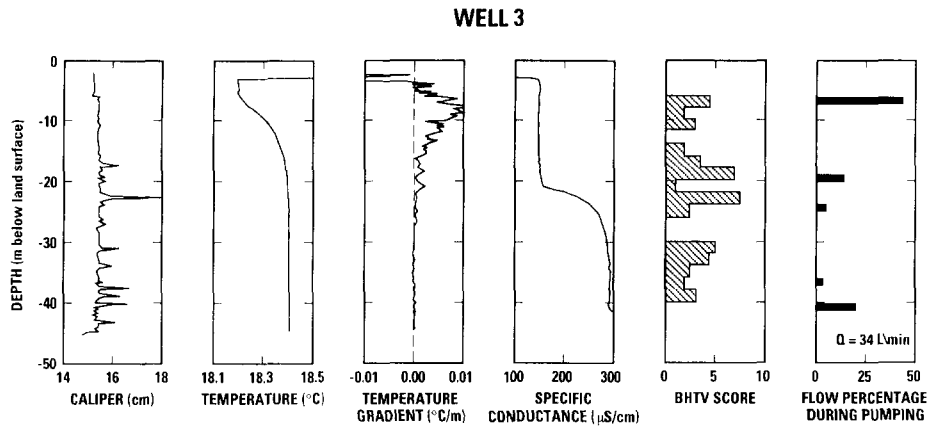 WELL 3
DEPTH (m below land surface)
0
-10
-20
-30
-40
-50
14 16 18
CALIPER (cm)
18.1 18.3 18.5
TEMPERATURE (°C)
-0.01 0.00 0.01
TEMPERATURE
GRADIENT (°C/m)
100 200 300
SPECIFIC
CONDUCTANCE (µS/cm)
0 5 10
BHTV SCORE
Q = 34 L\min
0 25 50
FLOW PERCENTAGE
DURING PUMPING